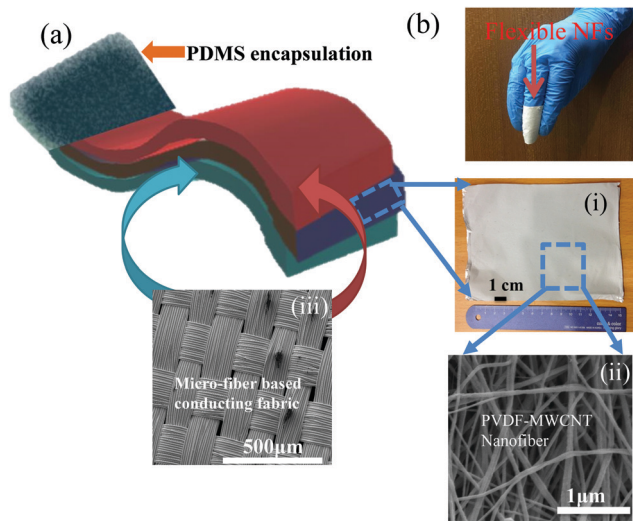 (a)
PDMS encapsulation
(b)
Flexible NFs
(i)
1 cm
(iii)
Micro-fiber based
conducting fabric
500µm
(ii)
PVDF-MWCNT
Nanofiber
1µm